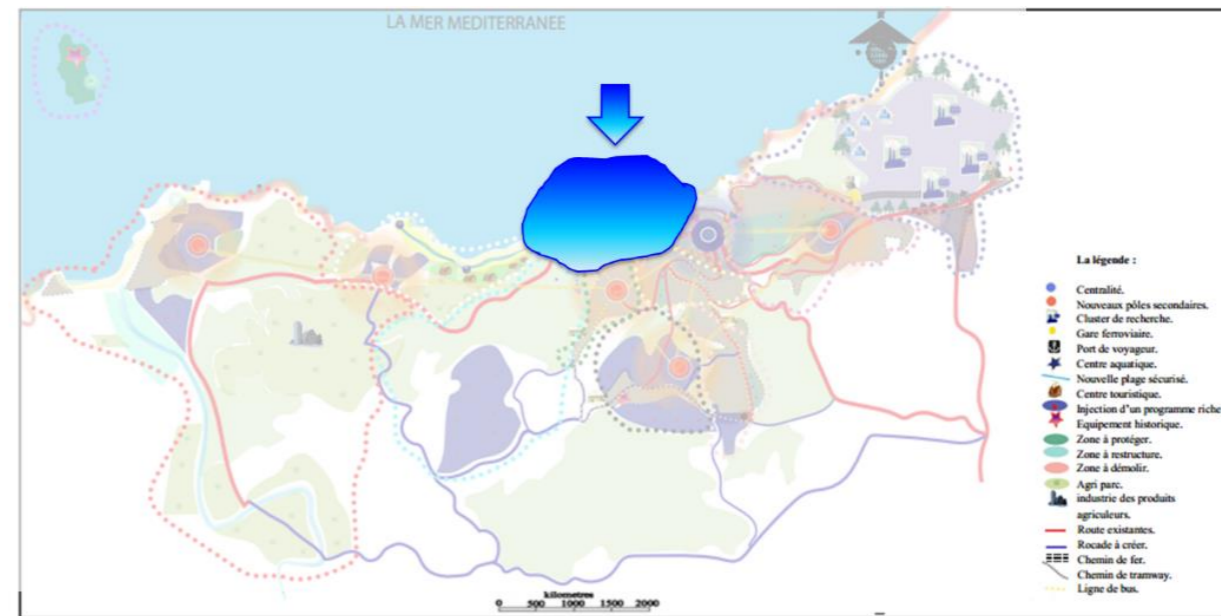 LA MER MEDITERRANEE
La légende :
Centralité.
Nouveaux pôles secondaires.
Cluster de recherche.
Gare ferroviaire.
Port de voyageur.
Centre aquatique.
Nouvelle plage sécurisé.
Centre touristique.
Injection d'un programme riche
Equipement historique.
Zone à protéger.
Zone à restructure.
Zone à démolir.
Agri parc.
industrie des produits
agriculeurs.
Route existantes.
Rocade à créer.
Chemin de fer.
Chemin de tramway.
Ligne de bus.
kilometres
0 500 1000 1500 2000